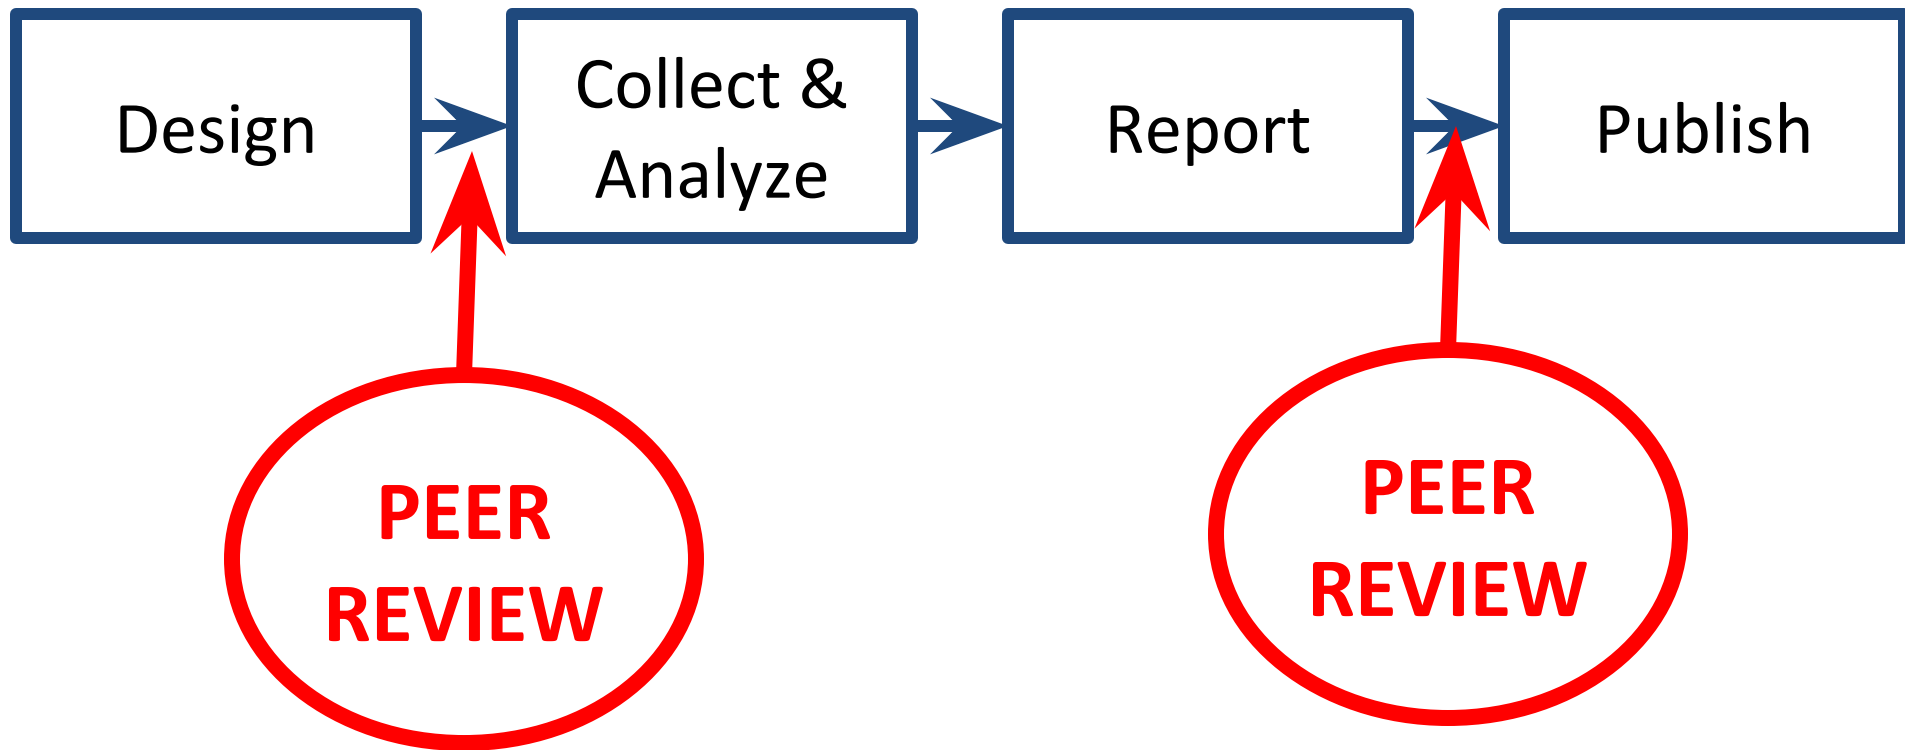 Design
Collect &
Analyze
Report
Publish
PEER
REVIEW
PEER
REVIEW